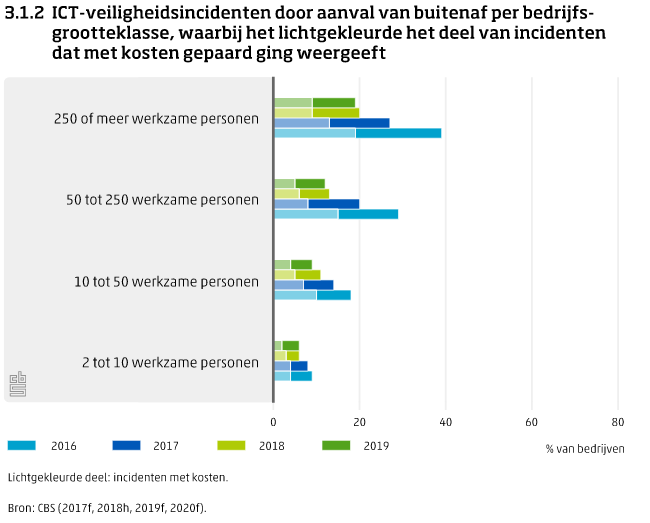 3.1.2 ICT-veiligheidsincidenten door aanval van buitenaf per bedrijfs-
grootteklasse, waarbij het lichtgekleurde het deel van incidenten
dat met kosten gepaard ging weergeeft
250 of meer werkzame personen
50 tot 250 werkzame personen
10 tot 50 werkzame personen
2 tot 10 werkzame personen
0 20 40 60 80
% van bedrijven
2016 2017 2018 2019
Lichtgekleurde deel: incidenten met kosten.
Bron: CBS (2017f, 2018h, 2019f, 2020f).